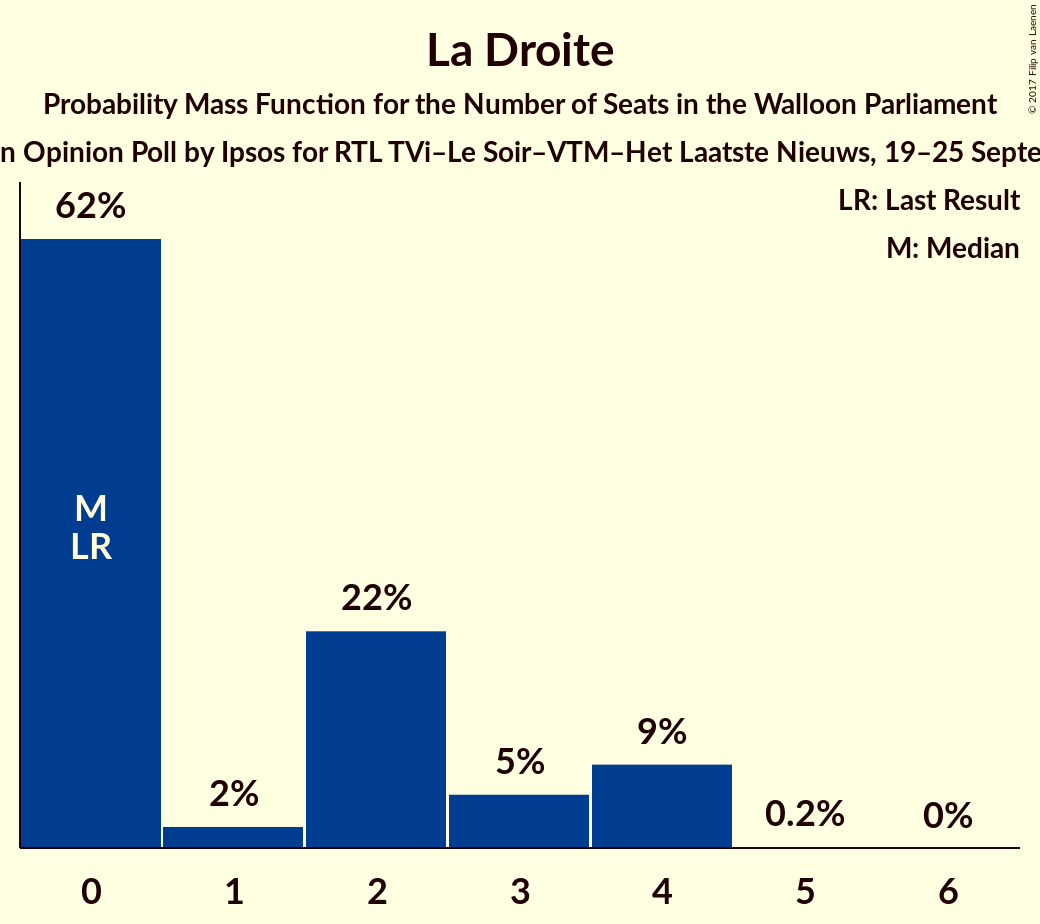 La Droite
Probability Mass Function for the Number of Seats in the Walloon Parliament
n Opinion Poll by Ipsos for RTL TVi–Le Soir–VTM–Het Laatste Nieuws, 19–25 Septe
LR: Last Result
M: Median
62%
M
LR
2%
22%
5%
9%
0.2%
0%
0 1 2 3 4 5 6
© 2017 Filip van Laenen